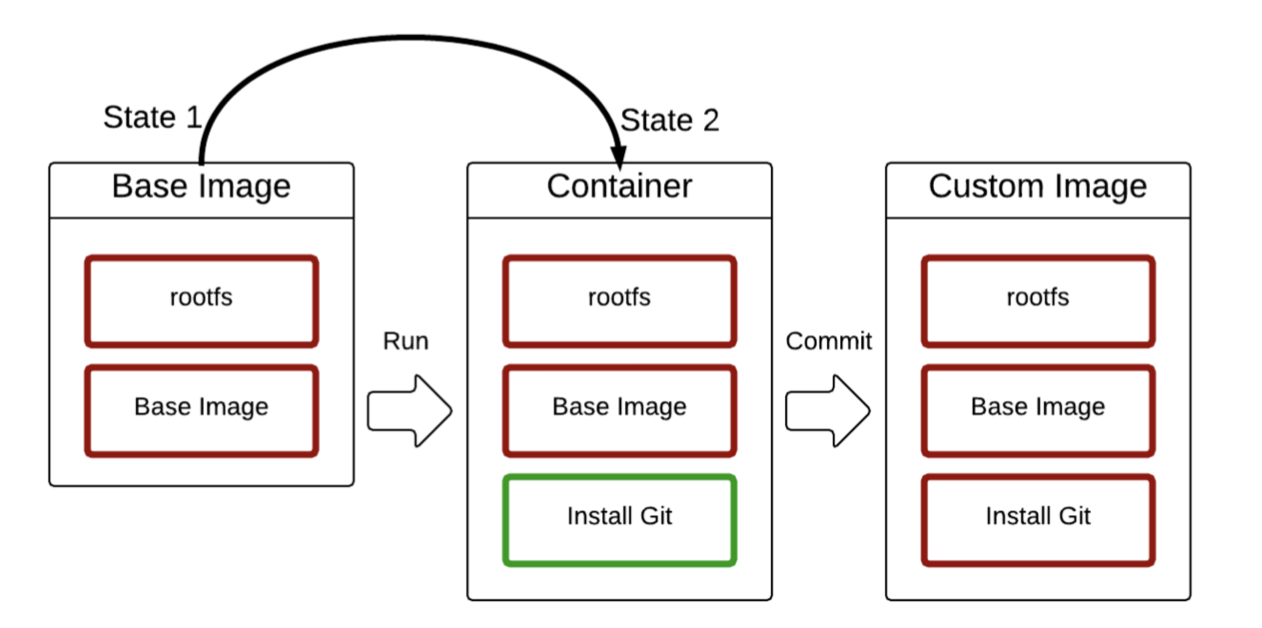 State 1
State 2
Base Image
Container
Custom Image
rootfs
rootfs
rootfs
Run
Commit
Base Image
Base Image
Base Image
Install Git
Install Git